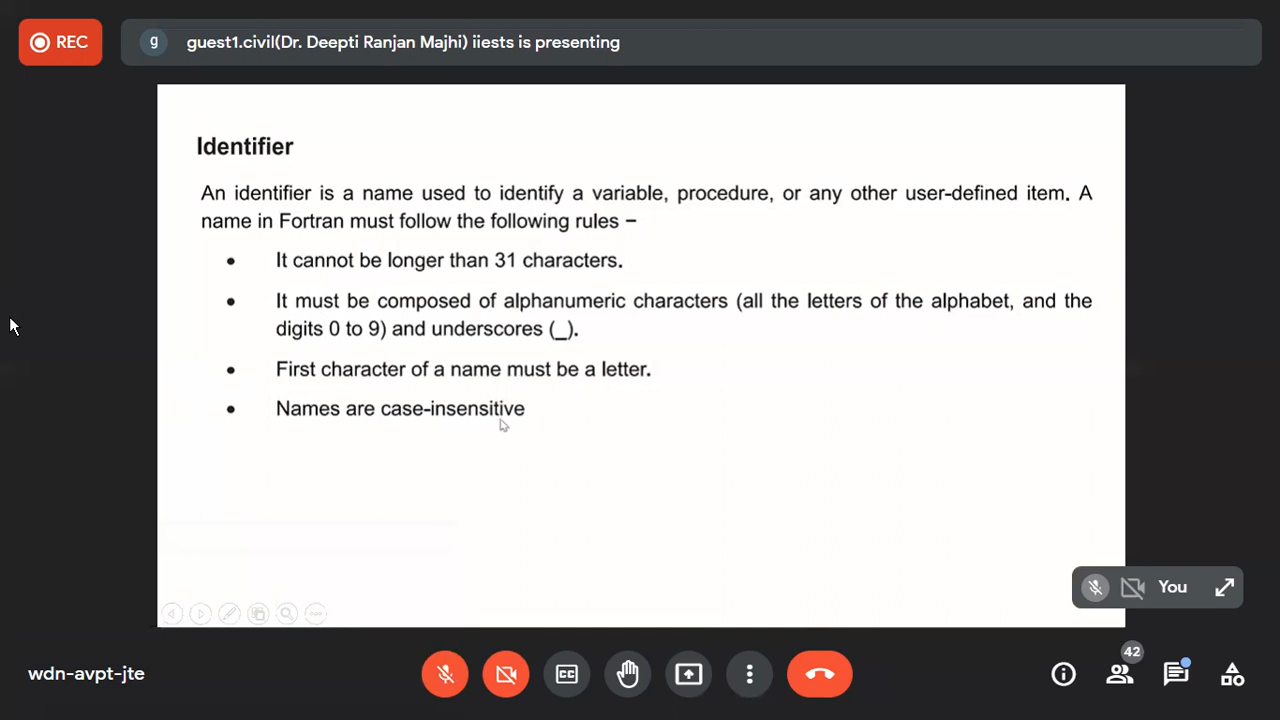 REC
g
guest1.civil(Dr. Deepti Ranjan Majhi) iiests is presenting
Identifier
An identifier is a name used to identify a variable, procedure, or any other user-defined item. A
name in Fortran must follow the following rules −
• It cannot be longer than 31 characters.
• It must be composed of alphanumeric characters (all the letters of the alphabet, and the
digits 0 to 9) and underscores (_).
• First character of a name must be a letter.
• Names are case-insensitive
You
42
wdn-avpt-jte
CC